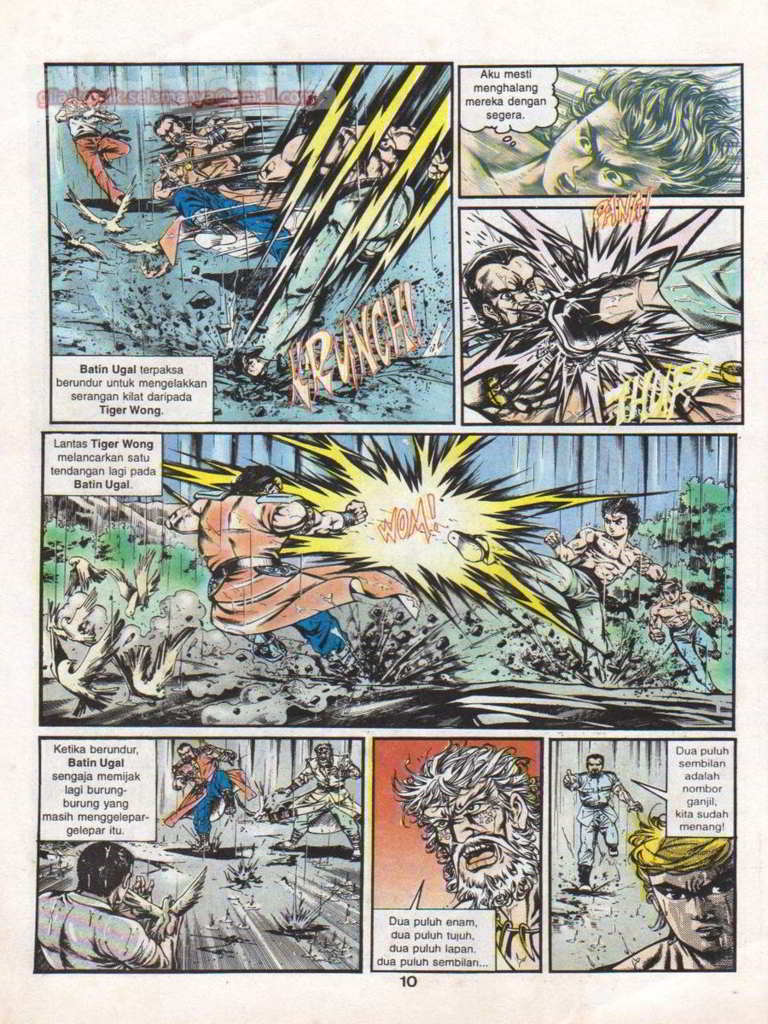 Batin Ugal terpaksa
berundur untuk mengelakkan
serangan kilat daripada
Tiger Wong.
KRUNCH!
Aku mesti
menghalang
mereka dengan
segera.
Lantas Tiger Wong
melancarkan satu
tendangan lagi pada
Batin Ugal.
WOM!
Ketika berundur,
Batin Ugal
sengaja memijak
lagi burung-
burung yang
masih menggelepar-
gelepar itu.
Dua puluh enam,
dua puluh tujuh,
dua puluh lapan,
dua puluh sembilan...
Dua puluh
sembilan
adalah
nombor
ganjil,
kita sudah
menang!
10